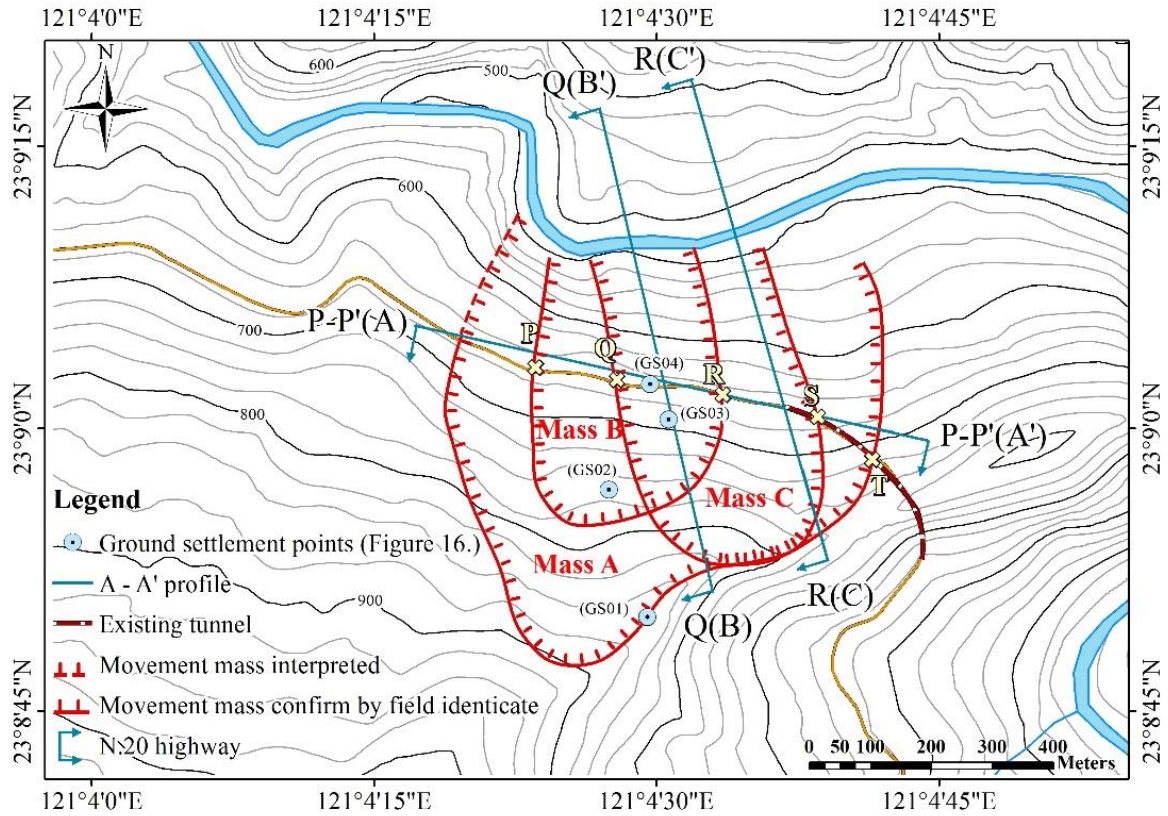 121°4'0"E 121°4'15"E 121°4'30"E 121°4'45"E
N
600
500
Q(B')
R(C')
23°9'15"N
23°9'15"N
600
P-P'(A)
700
P
Q
(GS04)
R
S
(GS03)
23°9'0"N
23°9'0"N
800
Mass B
P-P'(A')
(GS02)
Mass C
T
Legend
Ground settlement points (Figure 16.)
A - A' profile
Existing tunnel
Movement mass interpreted
Movement mass confirm by field identicate
N:20 highway
Mass A
900
(GS01)
Q(B)
R(C)
23°8'45"N
23°8'45"N
0 50 100 200 300 400
Meters
121°4'0"E 121°4'15"E 121°4'30"E 121°4'45"E